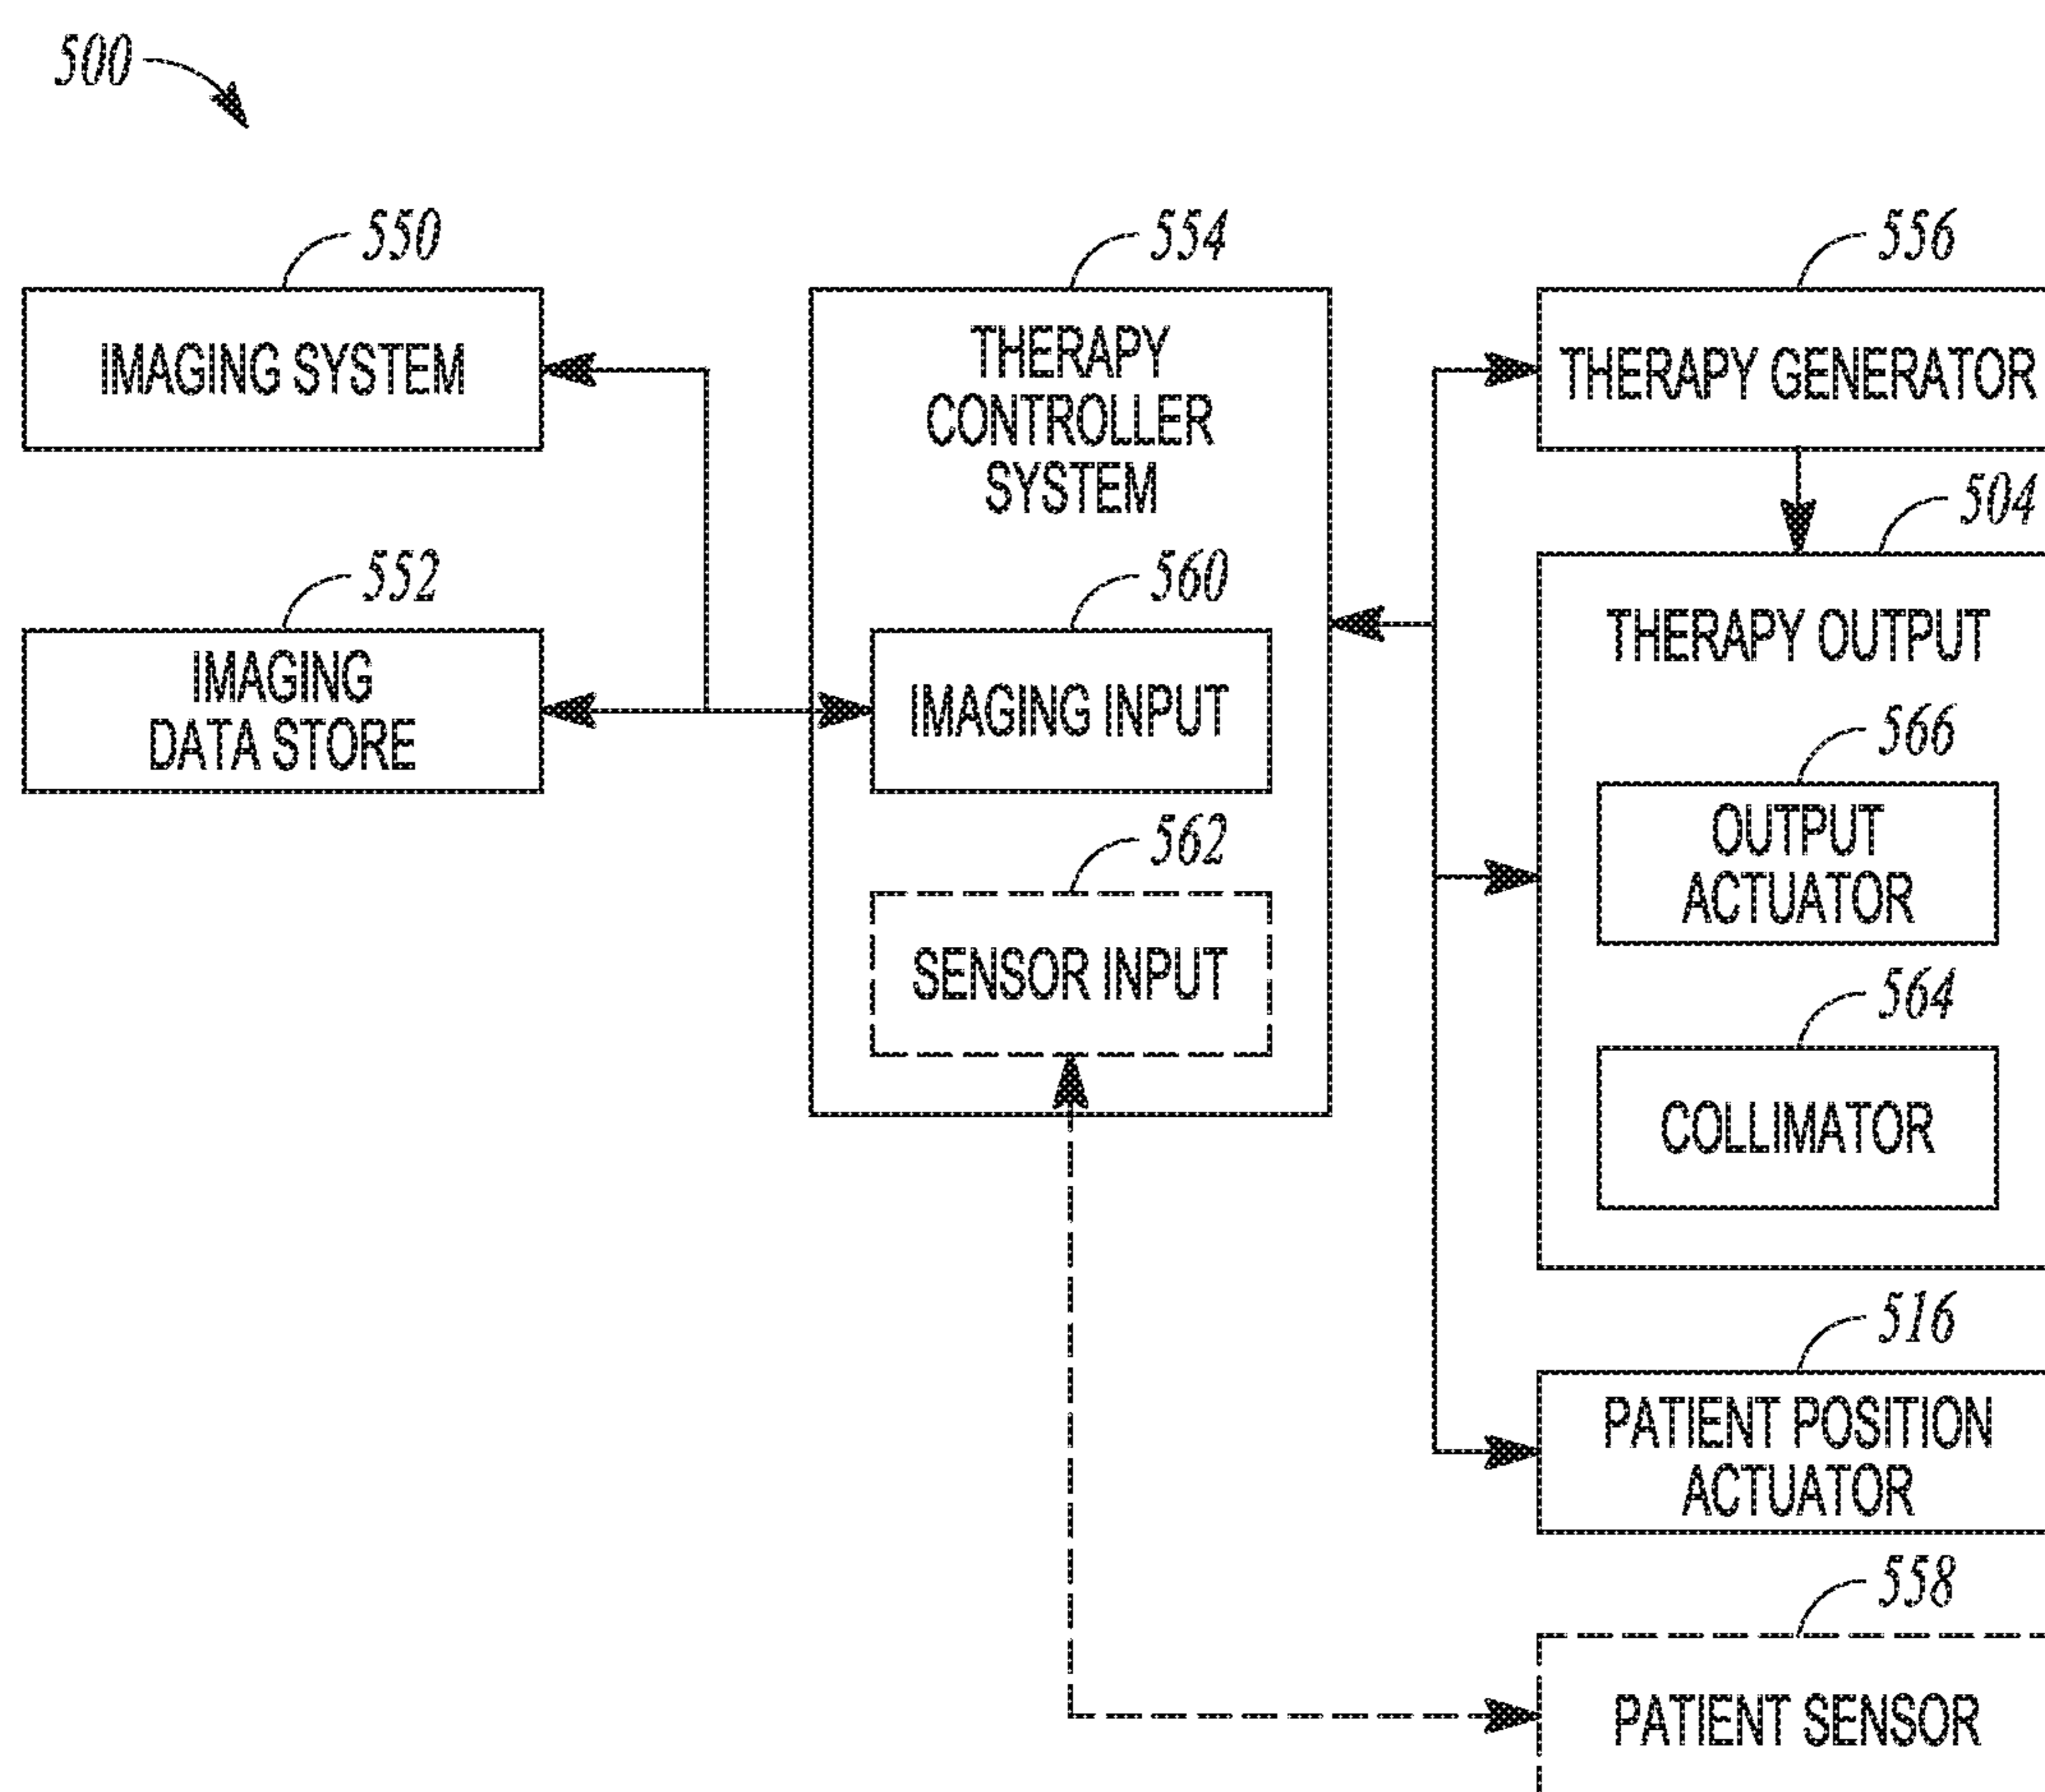 500
550
IMAGING SYSTEM
552
IMAGING
DATA STORE
554
THERAPY
CONTROLLER
SYSTEM
560
IMAGING INPUT
562
SENSOR INPUT
556
THERAPY GENERATOR
504
THERAPY OUTPUT
566
OUTPUT
ACTUATOR
564
COLLIMATOR
516
PATIENT POSITION
ACTUATOR
558
PATIENT SENSOR